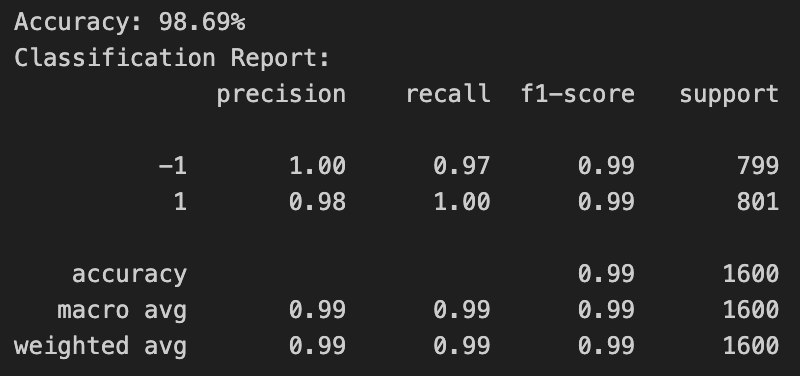 Accuracy: 98.69%
Classification Report:
precision recall f1-score support
-1 1.00 0.97 0.99 799
1 0.98 1.00 0.99 801
accuracy 0.99 1600
macro avg 0.99 0.99 0.99 1600
weighted avg 0.99 0.99 0.99 1600